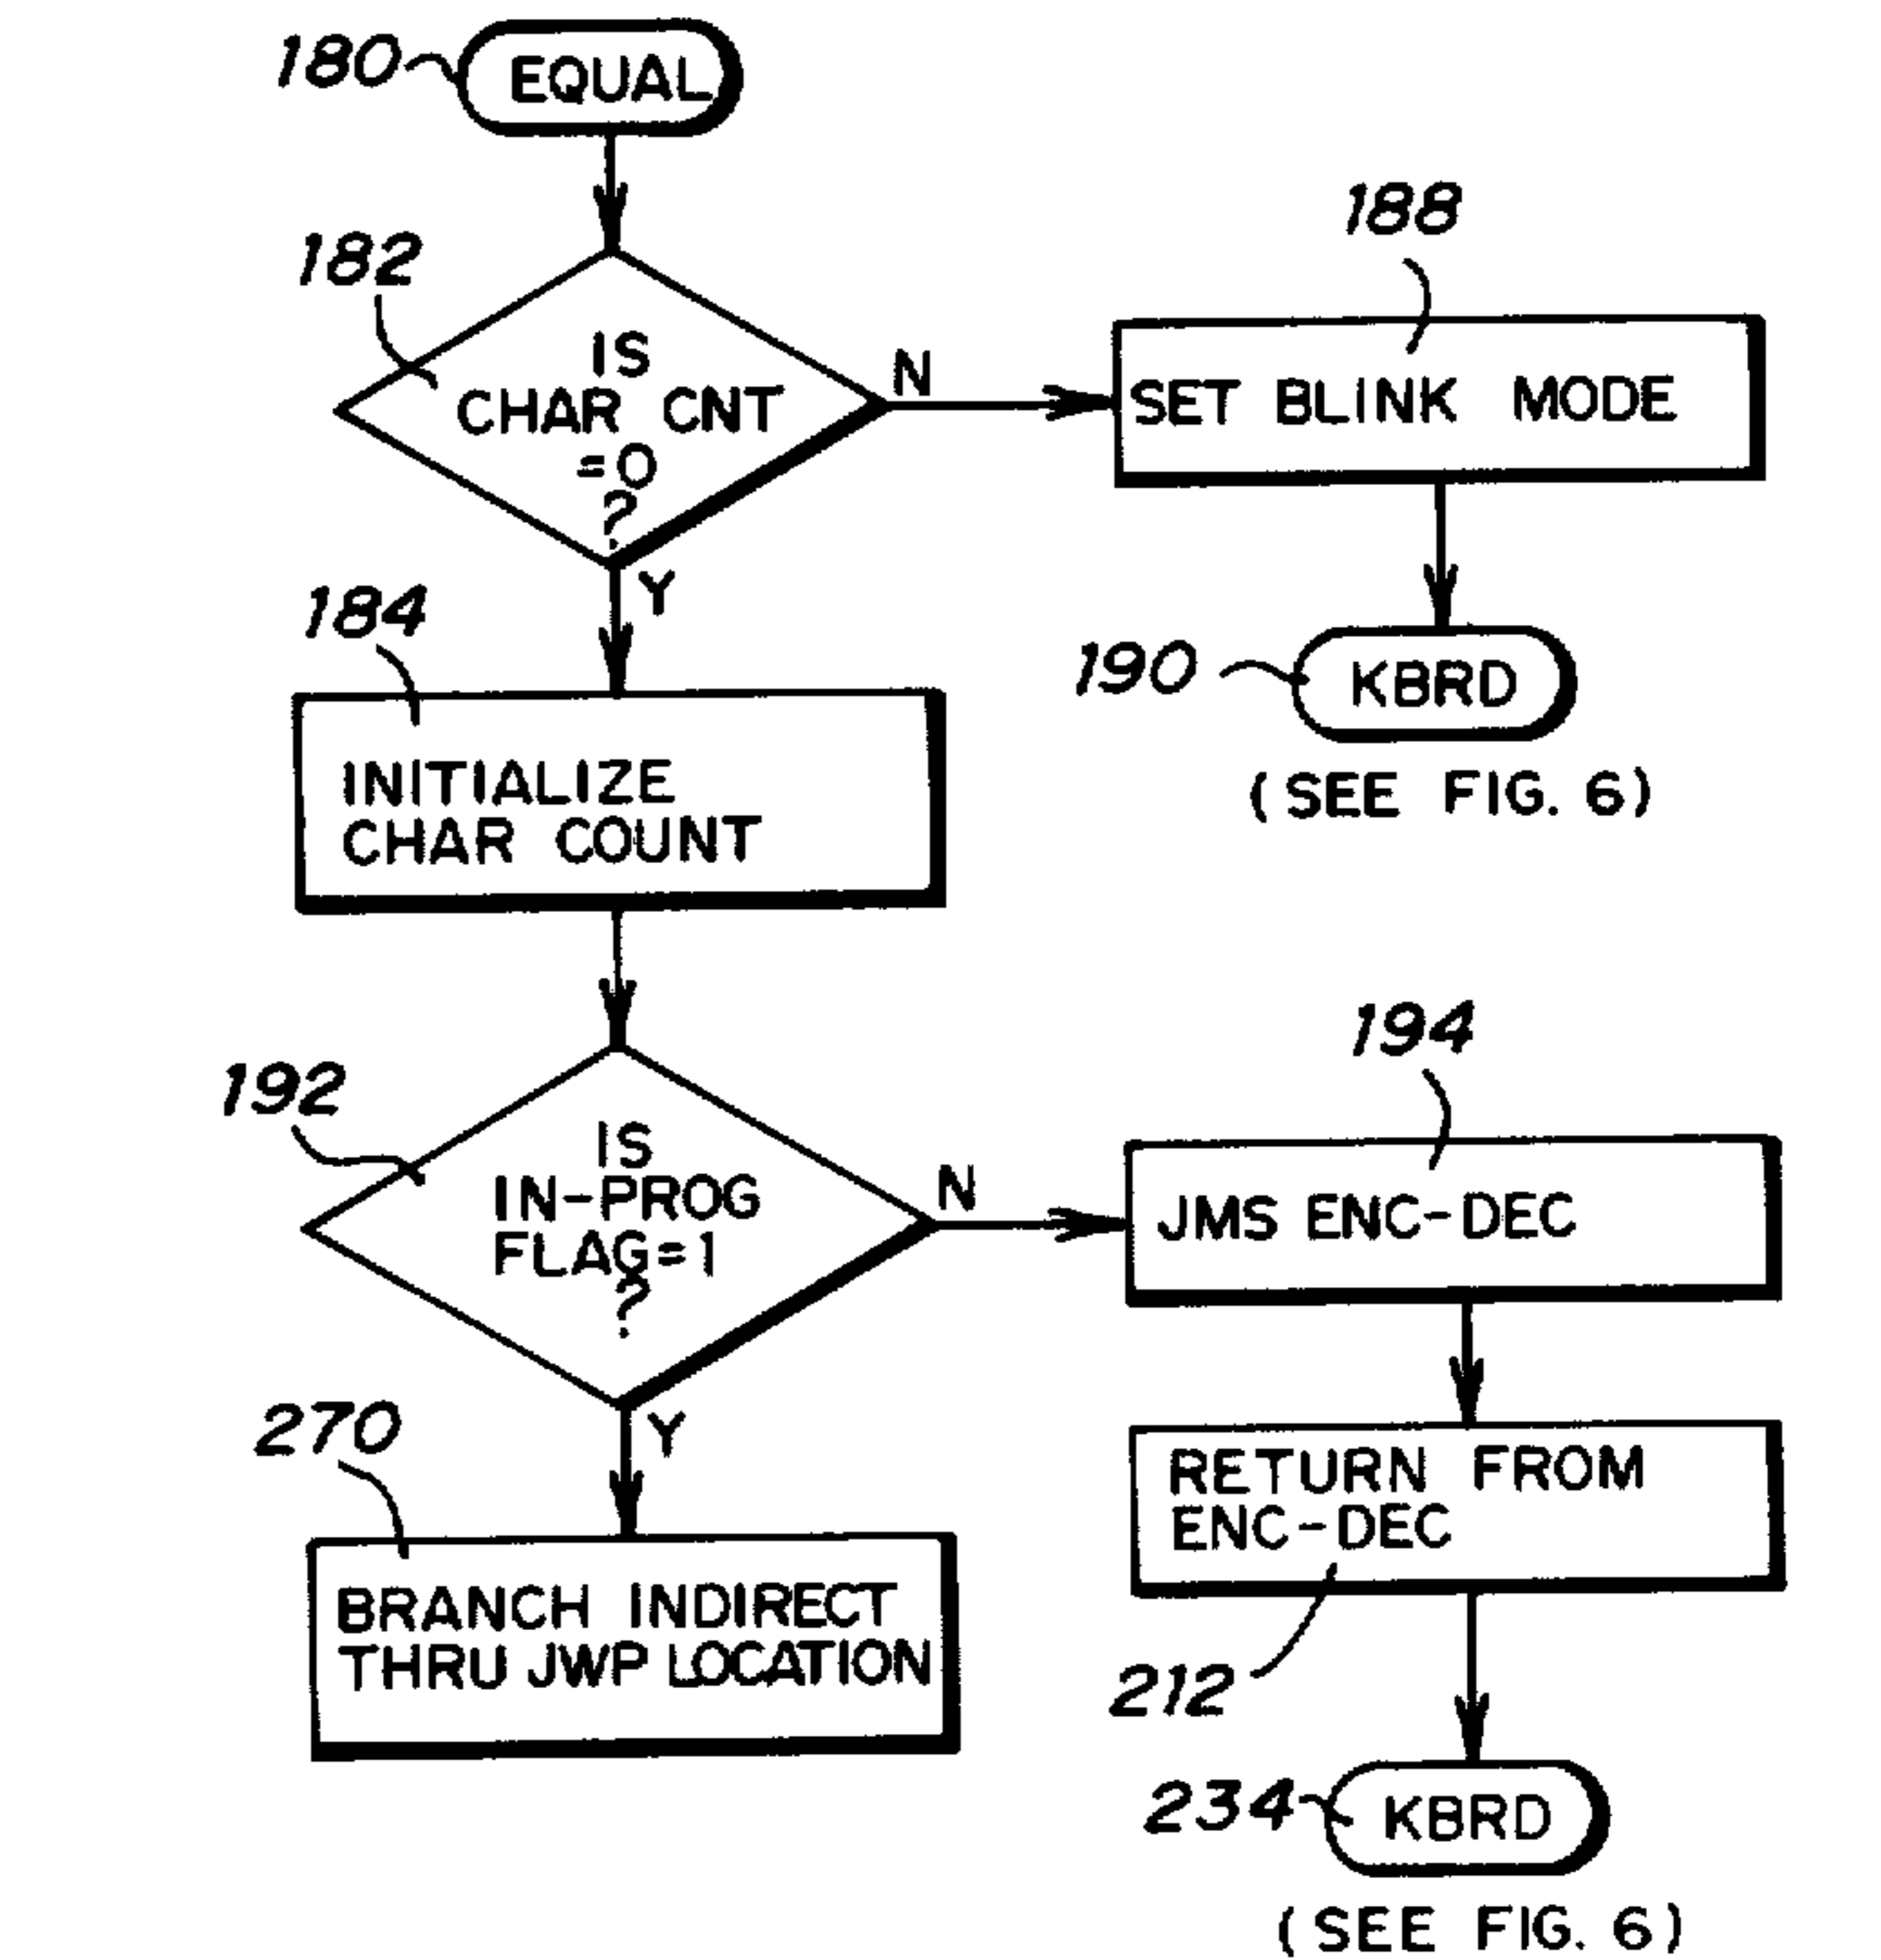 180
EQUAL
182
IS
CHAR CNT
=0
?
N
Y
188
SET BLINK MODE
190
KBRD
(SEE FIG. 6)
184
INITIALIZE
CHAR COUNT
192
IS
IN-PROG
FLAG=1
?
N
Y
194
JMS ENC-DEC
RETURN FROM
ENC-DEC
212
270
BRANCH INDIRECT
THRU JWP LOCATION
234
KBRD
(SEE FIG. 6)